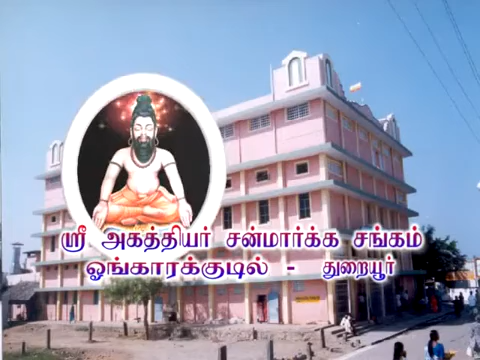 ஸ்ரீ அகத்தியர் சன்மார்க்க சங்கம்
ஓங்காரக்குடில் - துறையூர்